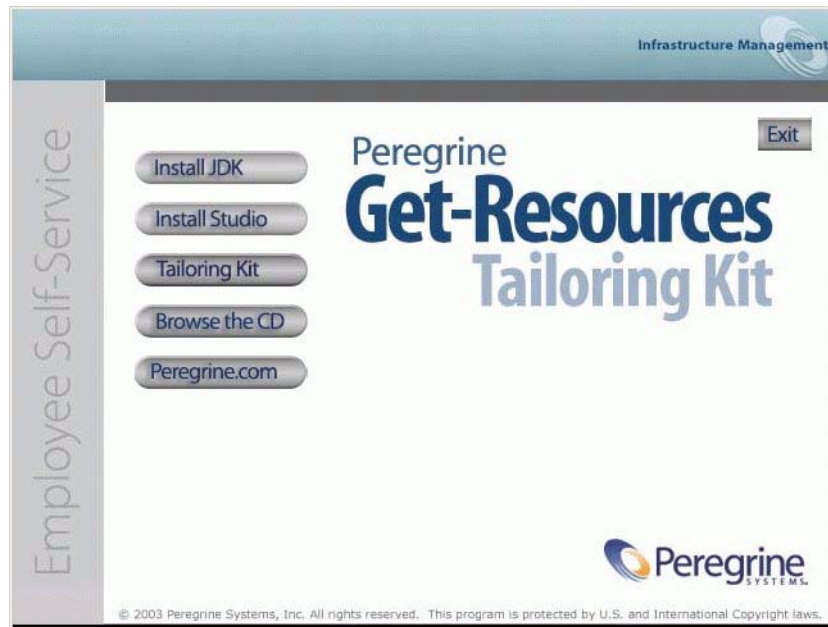 Infrastructure Management
Employee Self-Service
Exit
Peregrine
Get-Resources
Tailoring Kit
Install JDK
Install Studio
Tailoring Kit
Browse the CD
Peregrine.com
Peregrine
SYSTEMS.
© 2003 Peregrine Systems, Inc. All rights reserved. This program is protected by U.S. and International Copyright laws.